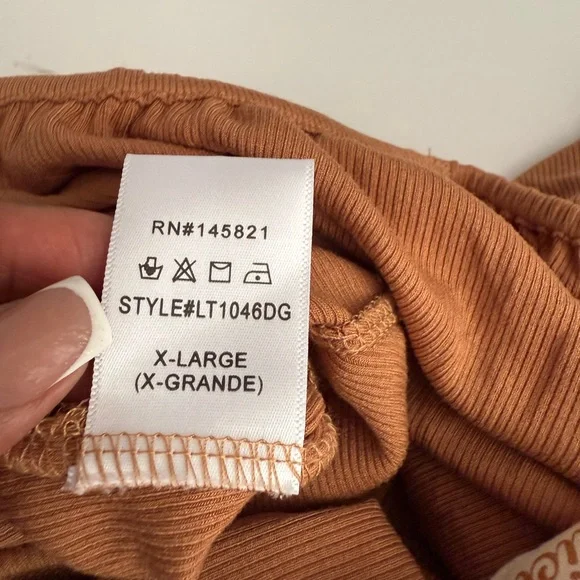 RN#145821
STYLE#LT1046DG
X-LARGE
(X-GRANDE)